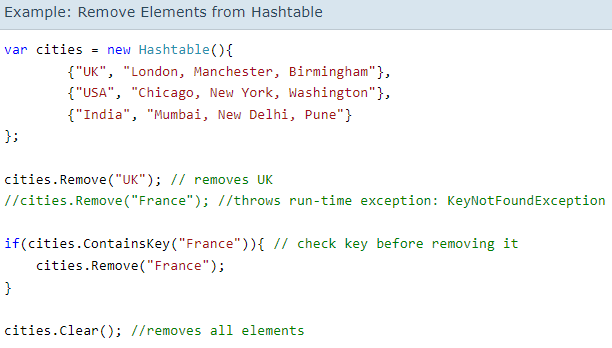 Example: Remove Elements from Hashtable
var cities = new Hashtable(){
        {"UK", "London, Manchester, Birmingham"},
        {"USA", "Chicago, New York, Washington"},
        {"India", "Mumbai, New Delhi, Pune"}
};

cities.Remove("UK"); // removes UK
//cities.Remove("France"); //throws run-time exception: KeyNotFoundException

if(cities.ContainsKey("France")){ // check key before removing it
    cities.Remove("France");
}

cities.Clear(); //removes all elements